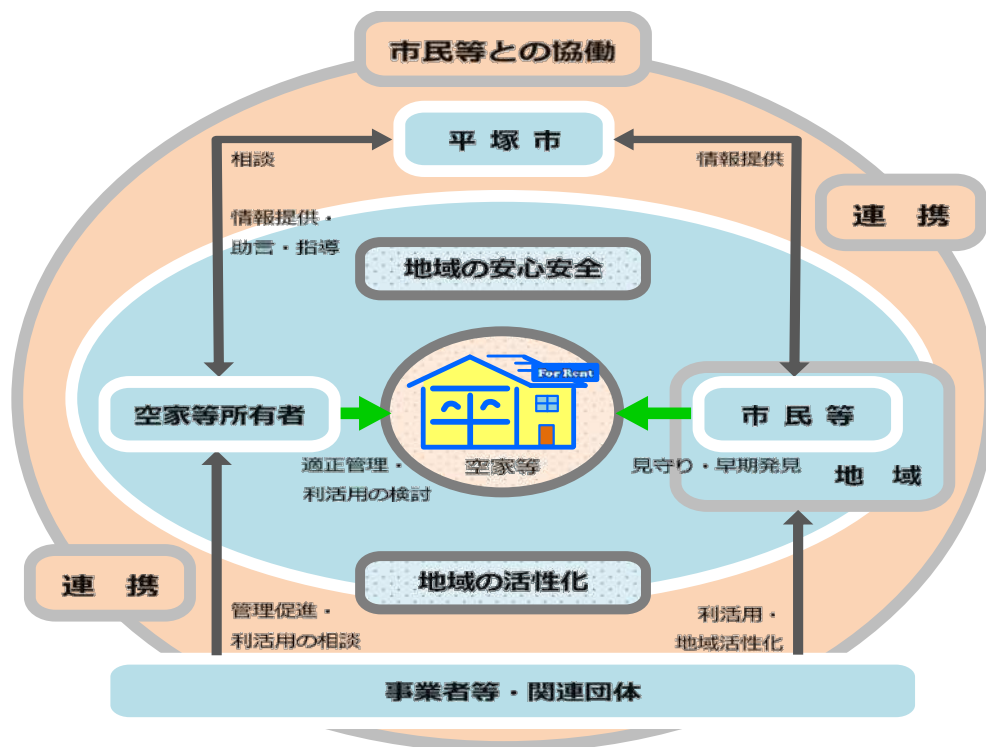 市民等との協働
平 塚 市
相談
情報提供
情報提供・
助言・指導
連　携
地域の安心安全
For Rent
空家等所有者
市 民 等
適正管理・
利活用の検討
空家等
見守り・早期発見
地　域
連　携
地域の活性化
管理促進・
利活用の相談
利活用・
地域活性化
事業者等・関連団体